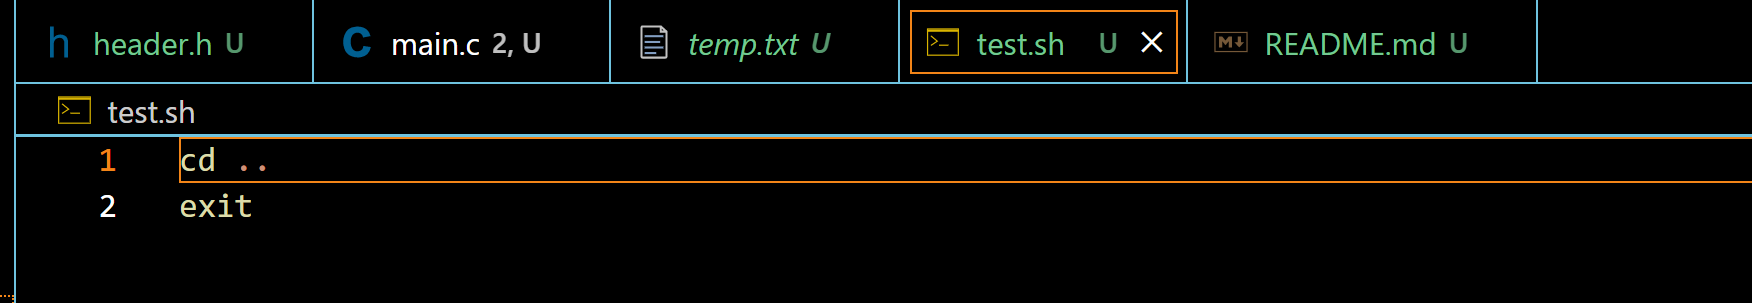 h header.h U C main.c 2, U temp.txt U >_ test.sh U × M↓ README.md U
>_ test.sh
1 cd ..
2 exit